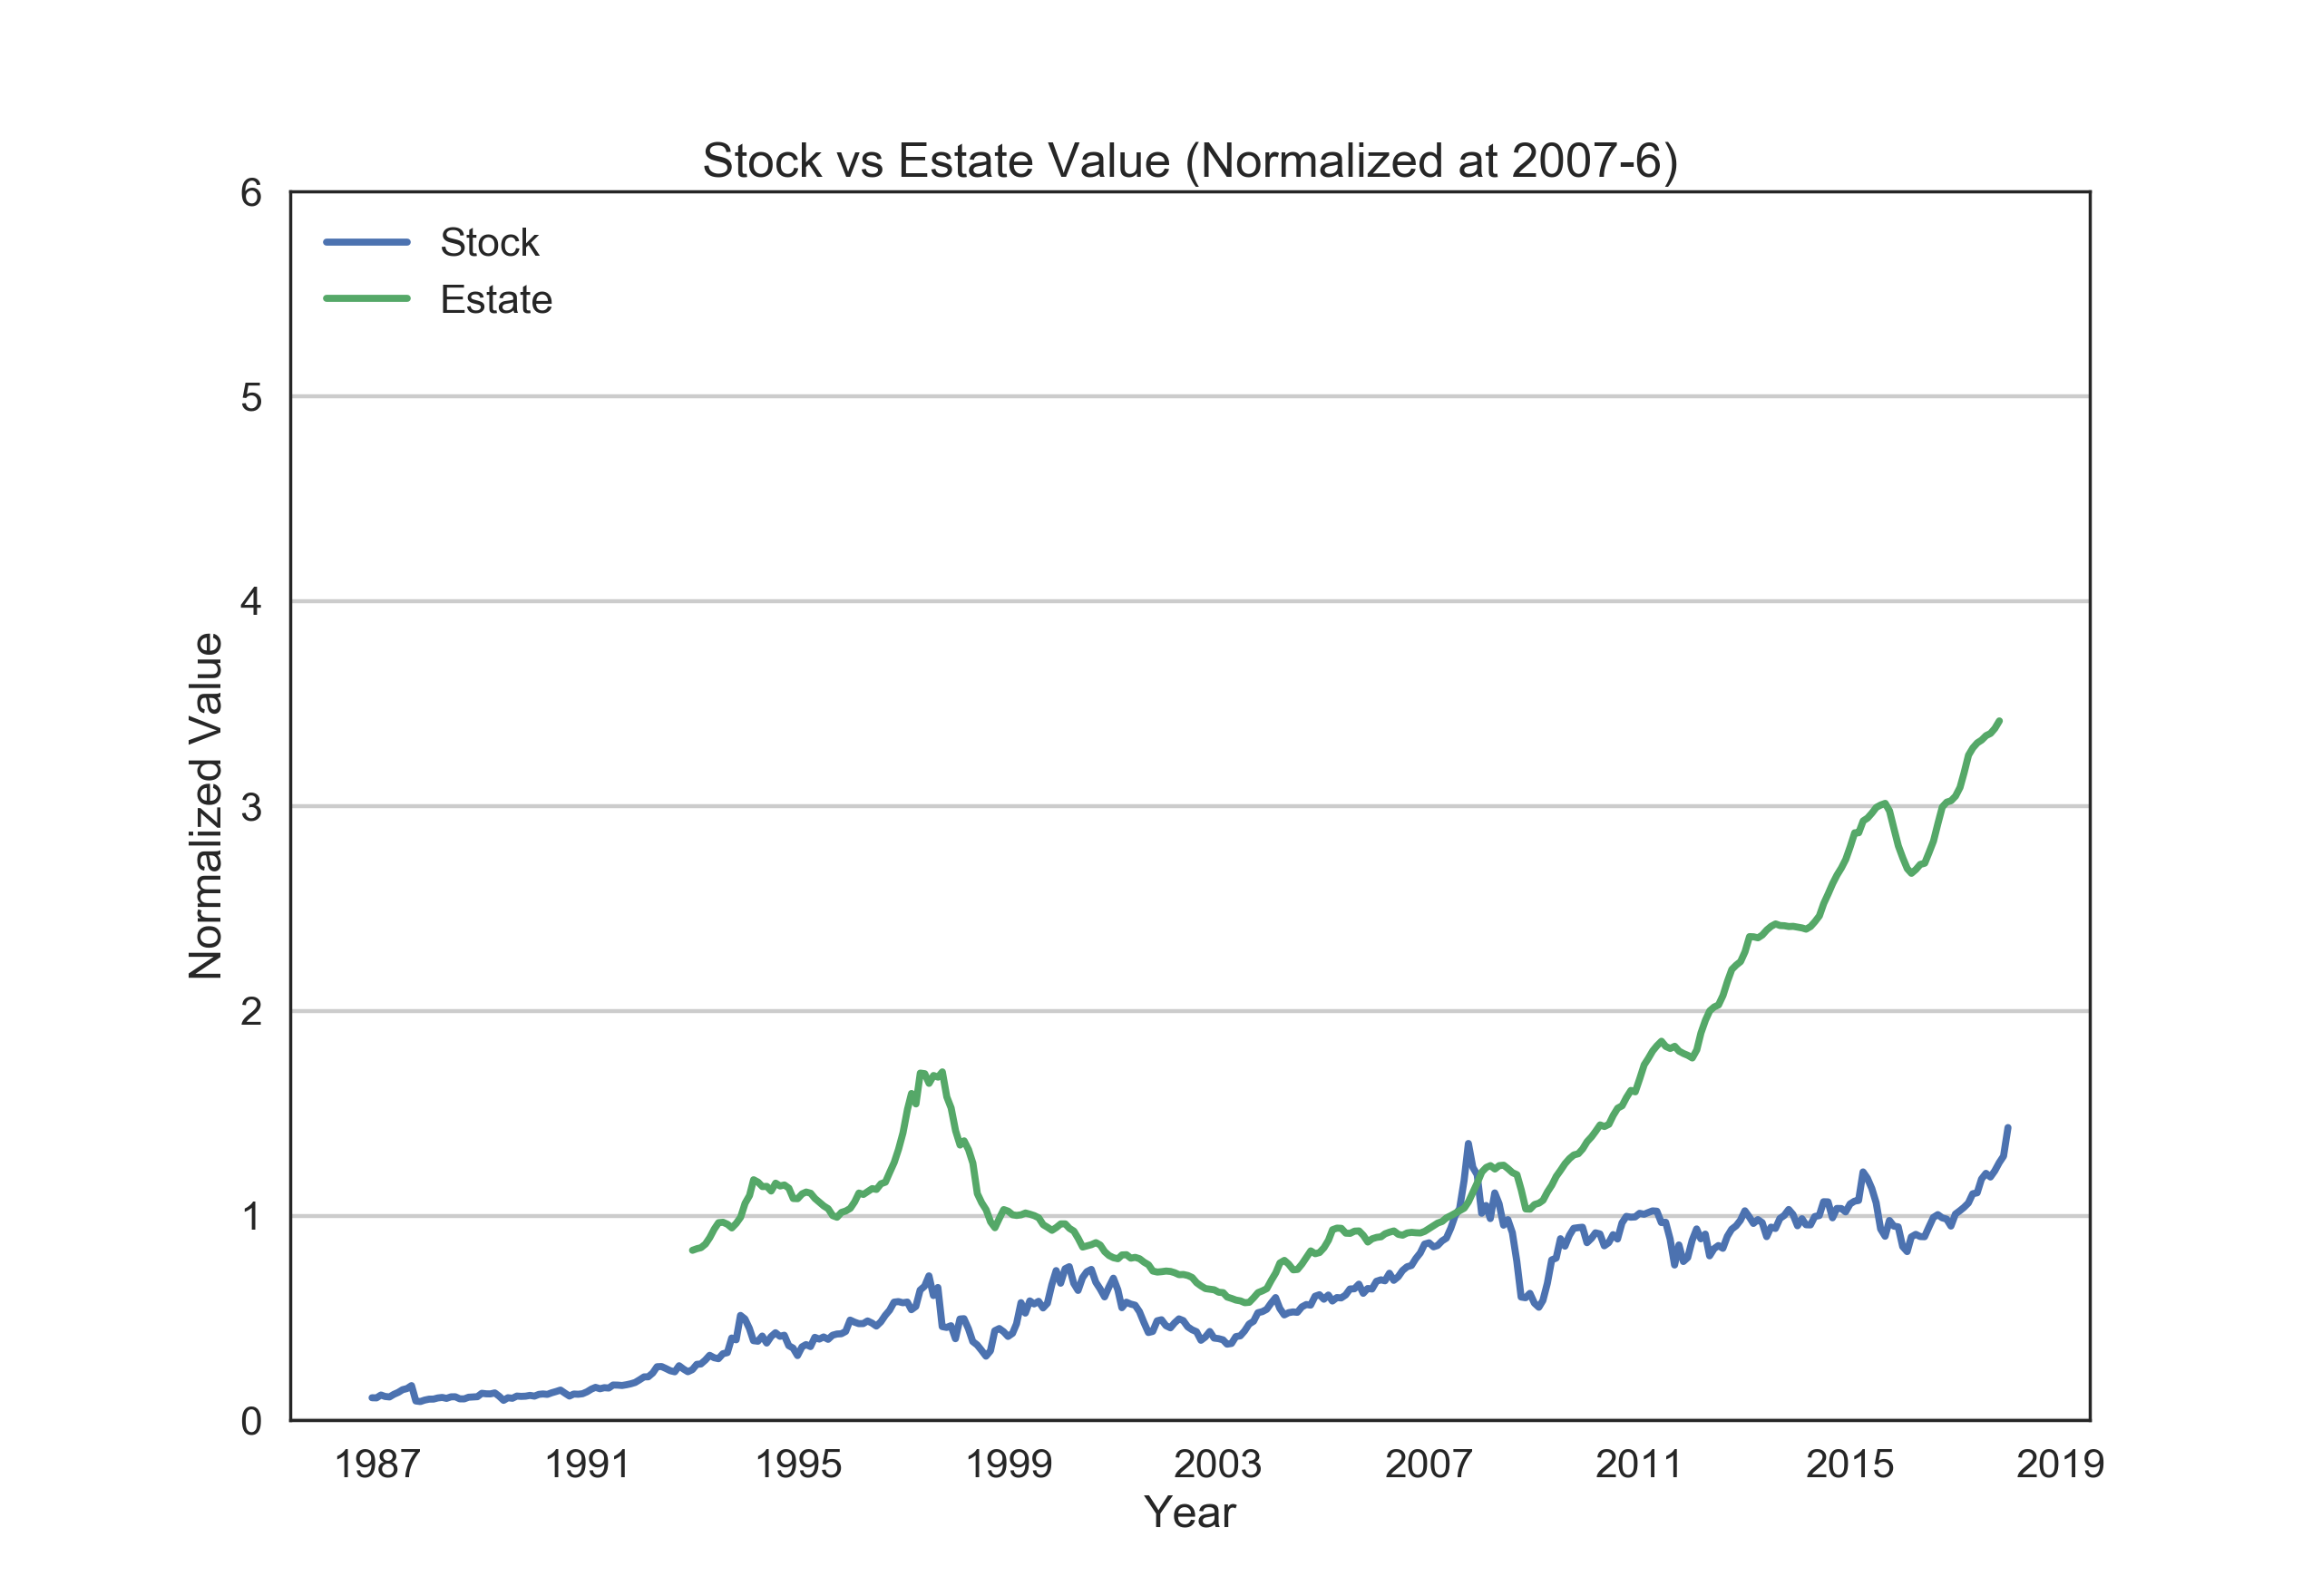 Stock vs Estate Value (Normalized at 2007-6)
6
Stock
Estate
5
4
3
2
1
0
Normalized Value
1987 1991 1995 1999 2003 2007 2011 2015 2019
Year